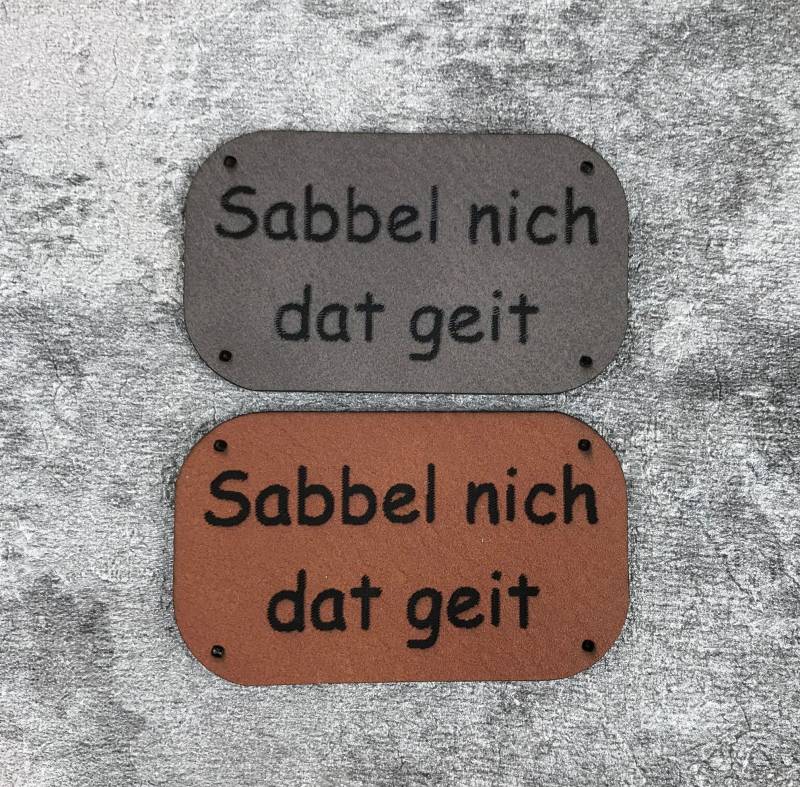 Sabbel nich
dat geit
Sabbel nich
dat geit